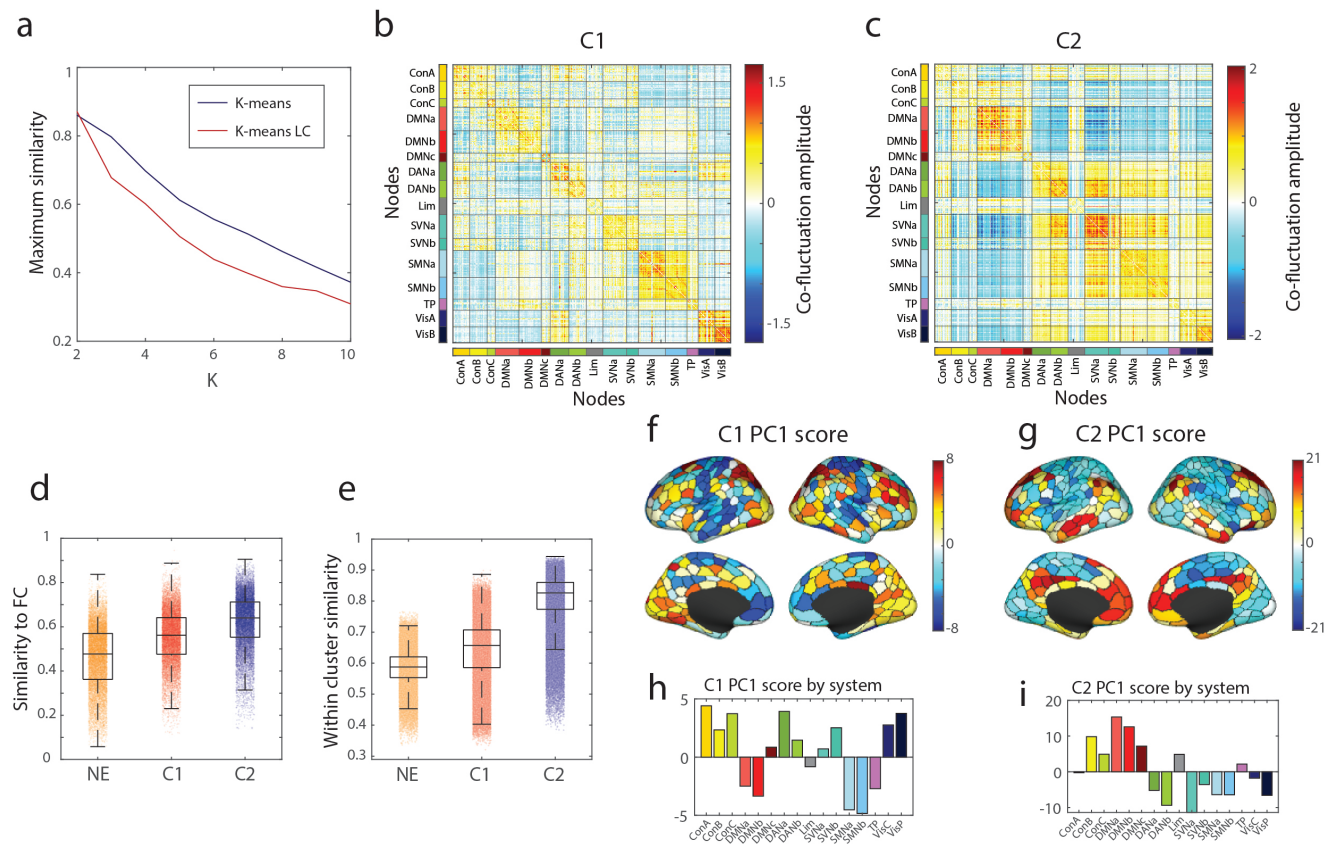 a
1
0.8
0.6
0.4
0.2
2
4
6
8
10
Maximum similarity
K
K-means
K-means LC
b
C1
ConA
ConB
ConC
DMNa
DMNb
DMNc
DANa
DANb
Lim
SVNa
SVNb
SMNa
SMNb
TP
VisA
VisB
Nodes
ConA
ConB
ConC
DMNa
DMNb
DMNc
DANa
DANb
Lim
SVNa
SVNb
SMNa
SMNb
TP
VisA
VisB
Nodes
1.5
0
-1.5
Co-fluctuation amplitude
c
C2
ConA
ConB
ConC
DMNa
DMNb
DMNc
DANa
DANb
Lim
SVNa
SVNb
SMNa
SMNb
TP
VisA
VisB
Nodes
ConA
ConB
ConC
DMNa
DMNb
DMNc
DANa
DANb
Lim
SVNa
SVNb
SMNa
SMNb
TP
VisA
VisB
Nodes
2
0
-2
Co-fluctuation amplitude
d
1
0.8
0.6
0.4
0.2
0
Similarity to FC
NE
C1
C2
e
1
0.9
0.8
0.7
0.6
0.5
0.4
0.3
Within cluster similarity
NE
C1
C2
f
C1 PC1 score
8
0
-8
g
C2 PC1 score
21
0
-21
h
C1 PC1 score by system
5
0
-5
ConA
ConB
ConC
DMNa
DMNb
DMNc
DANa
DANb
Lim
SVNa
SVNb
SMNa
SMNb
TP
VisC
VisP
i
C2 PC1 score by system
20
10
0
-10
ConA
ConB
ConC
DMNa
DMNb
DMNc
DANa
DANb
Lim
SVNa
SVNb
SMNa
SMNb
TP
VisC
VisP